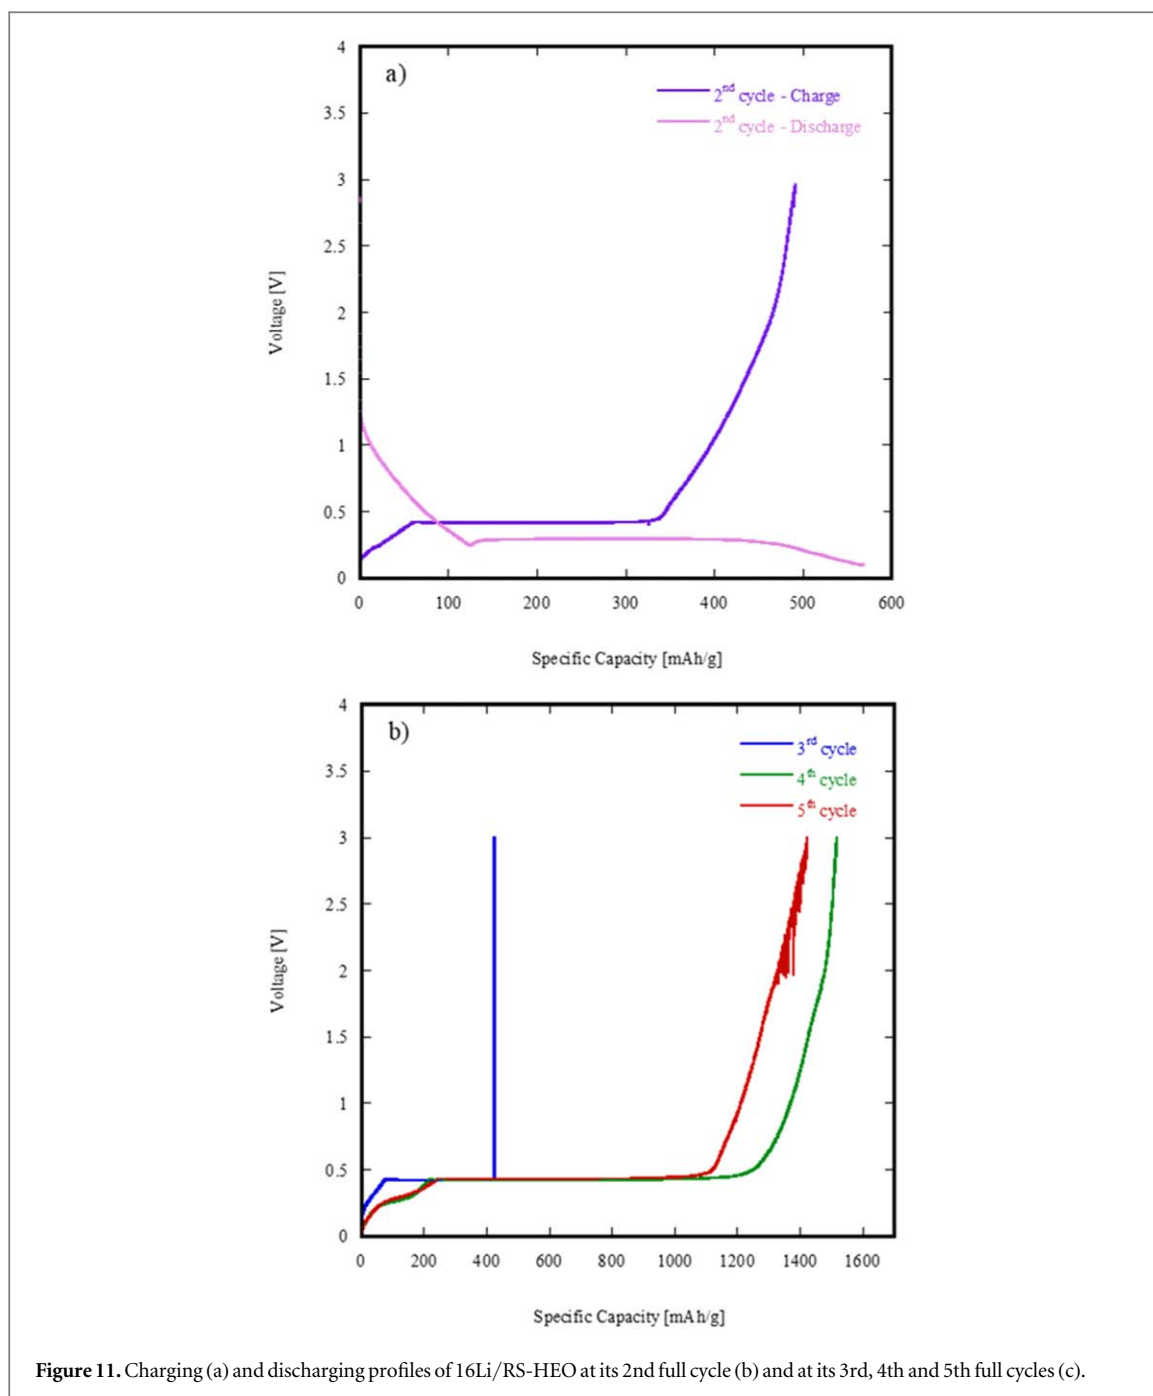 a)
2nd cycle - Charge
2nd cycle - Discharge
4
3.5
3
2.5
2
1.5
1
0.5
0
Voltage [V]
0 100 200 300 400 500 600
Specific Capacity [mAh/g]
b)
3rd cycle
4th cycle
5th cycle
4
3.5
3
2.5
2
1.5
1
0.5
0
Voltage [V]
0 200 400 600 800 1000 1200 1400 1600
Specific Capacity [mAh/g]
Figure 11. Charging (a) and discharging profiles of 16Li/RS-HEO at its 2nd full cycle (b) and at its 3rd, 4th and 5th full cycles (c).